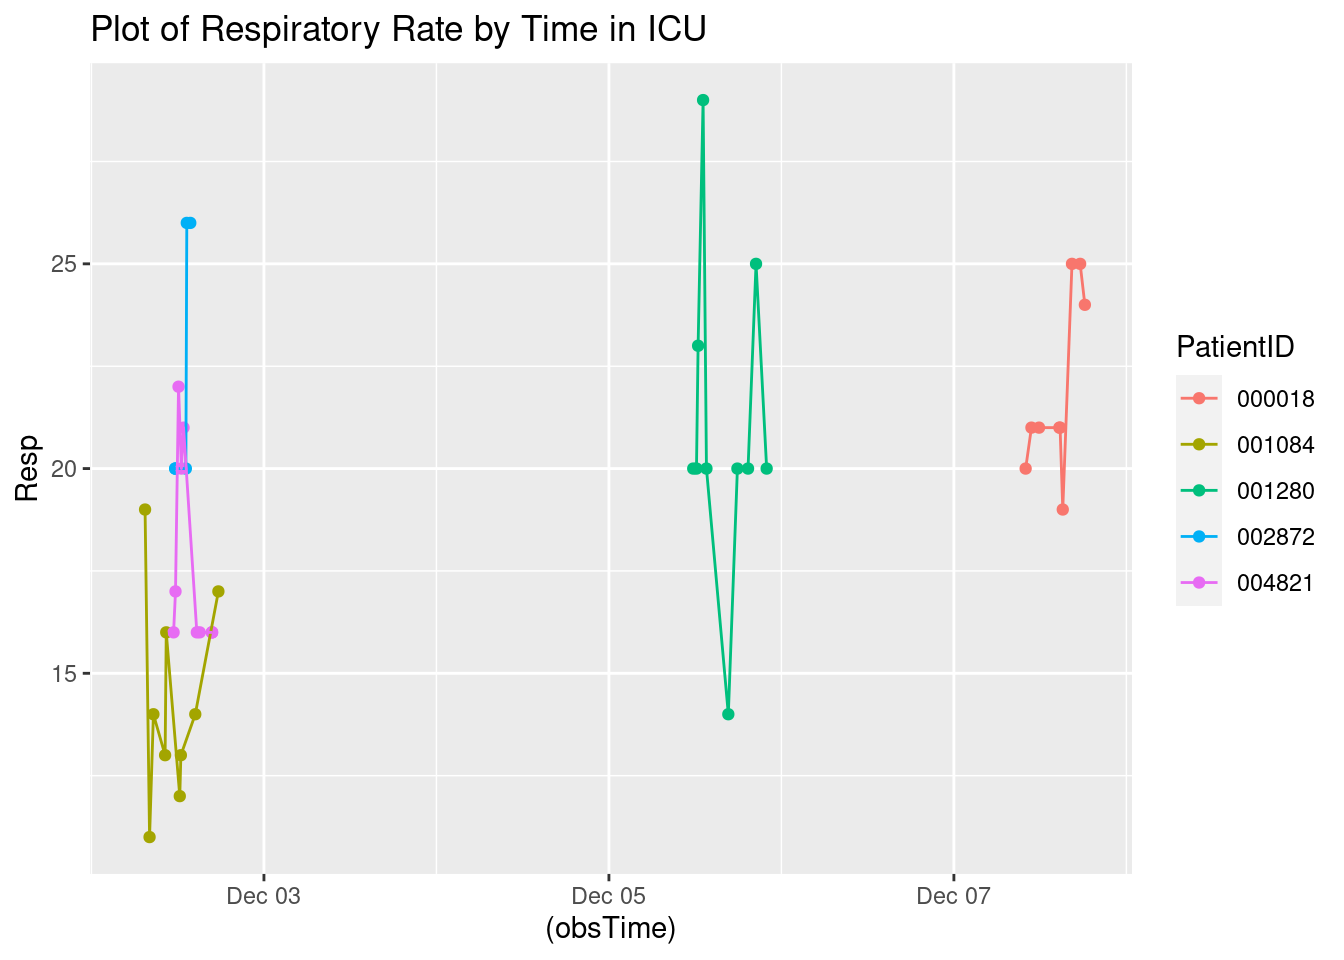 Plot of Respiratory Rate by Time in ICU
Resp
25
20
15
Dec 03
Dec 05
Dec 07
(obsTime)
PatientID
000018
001084
001280
002872
004821